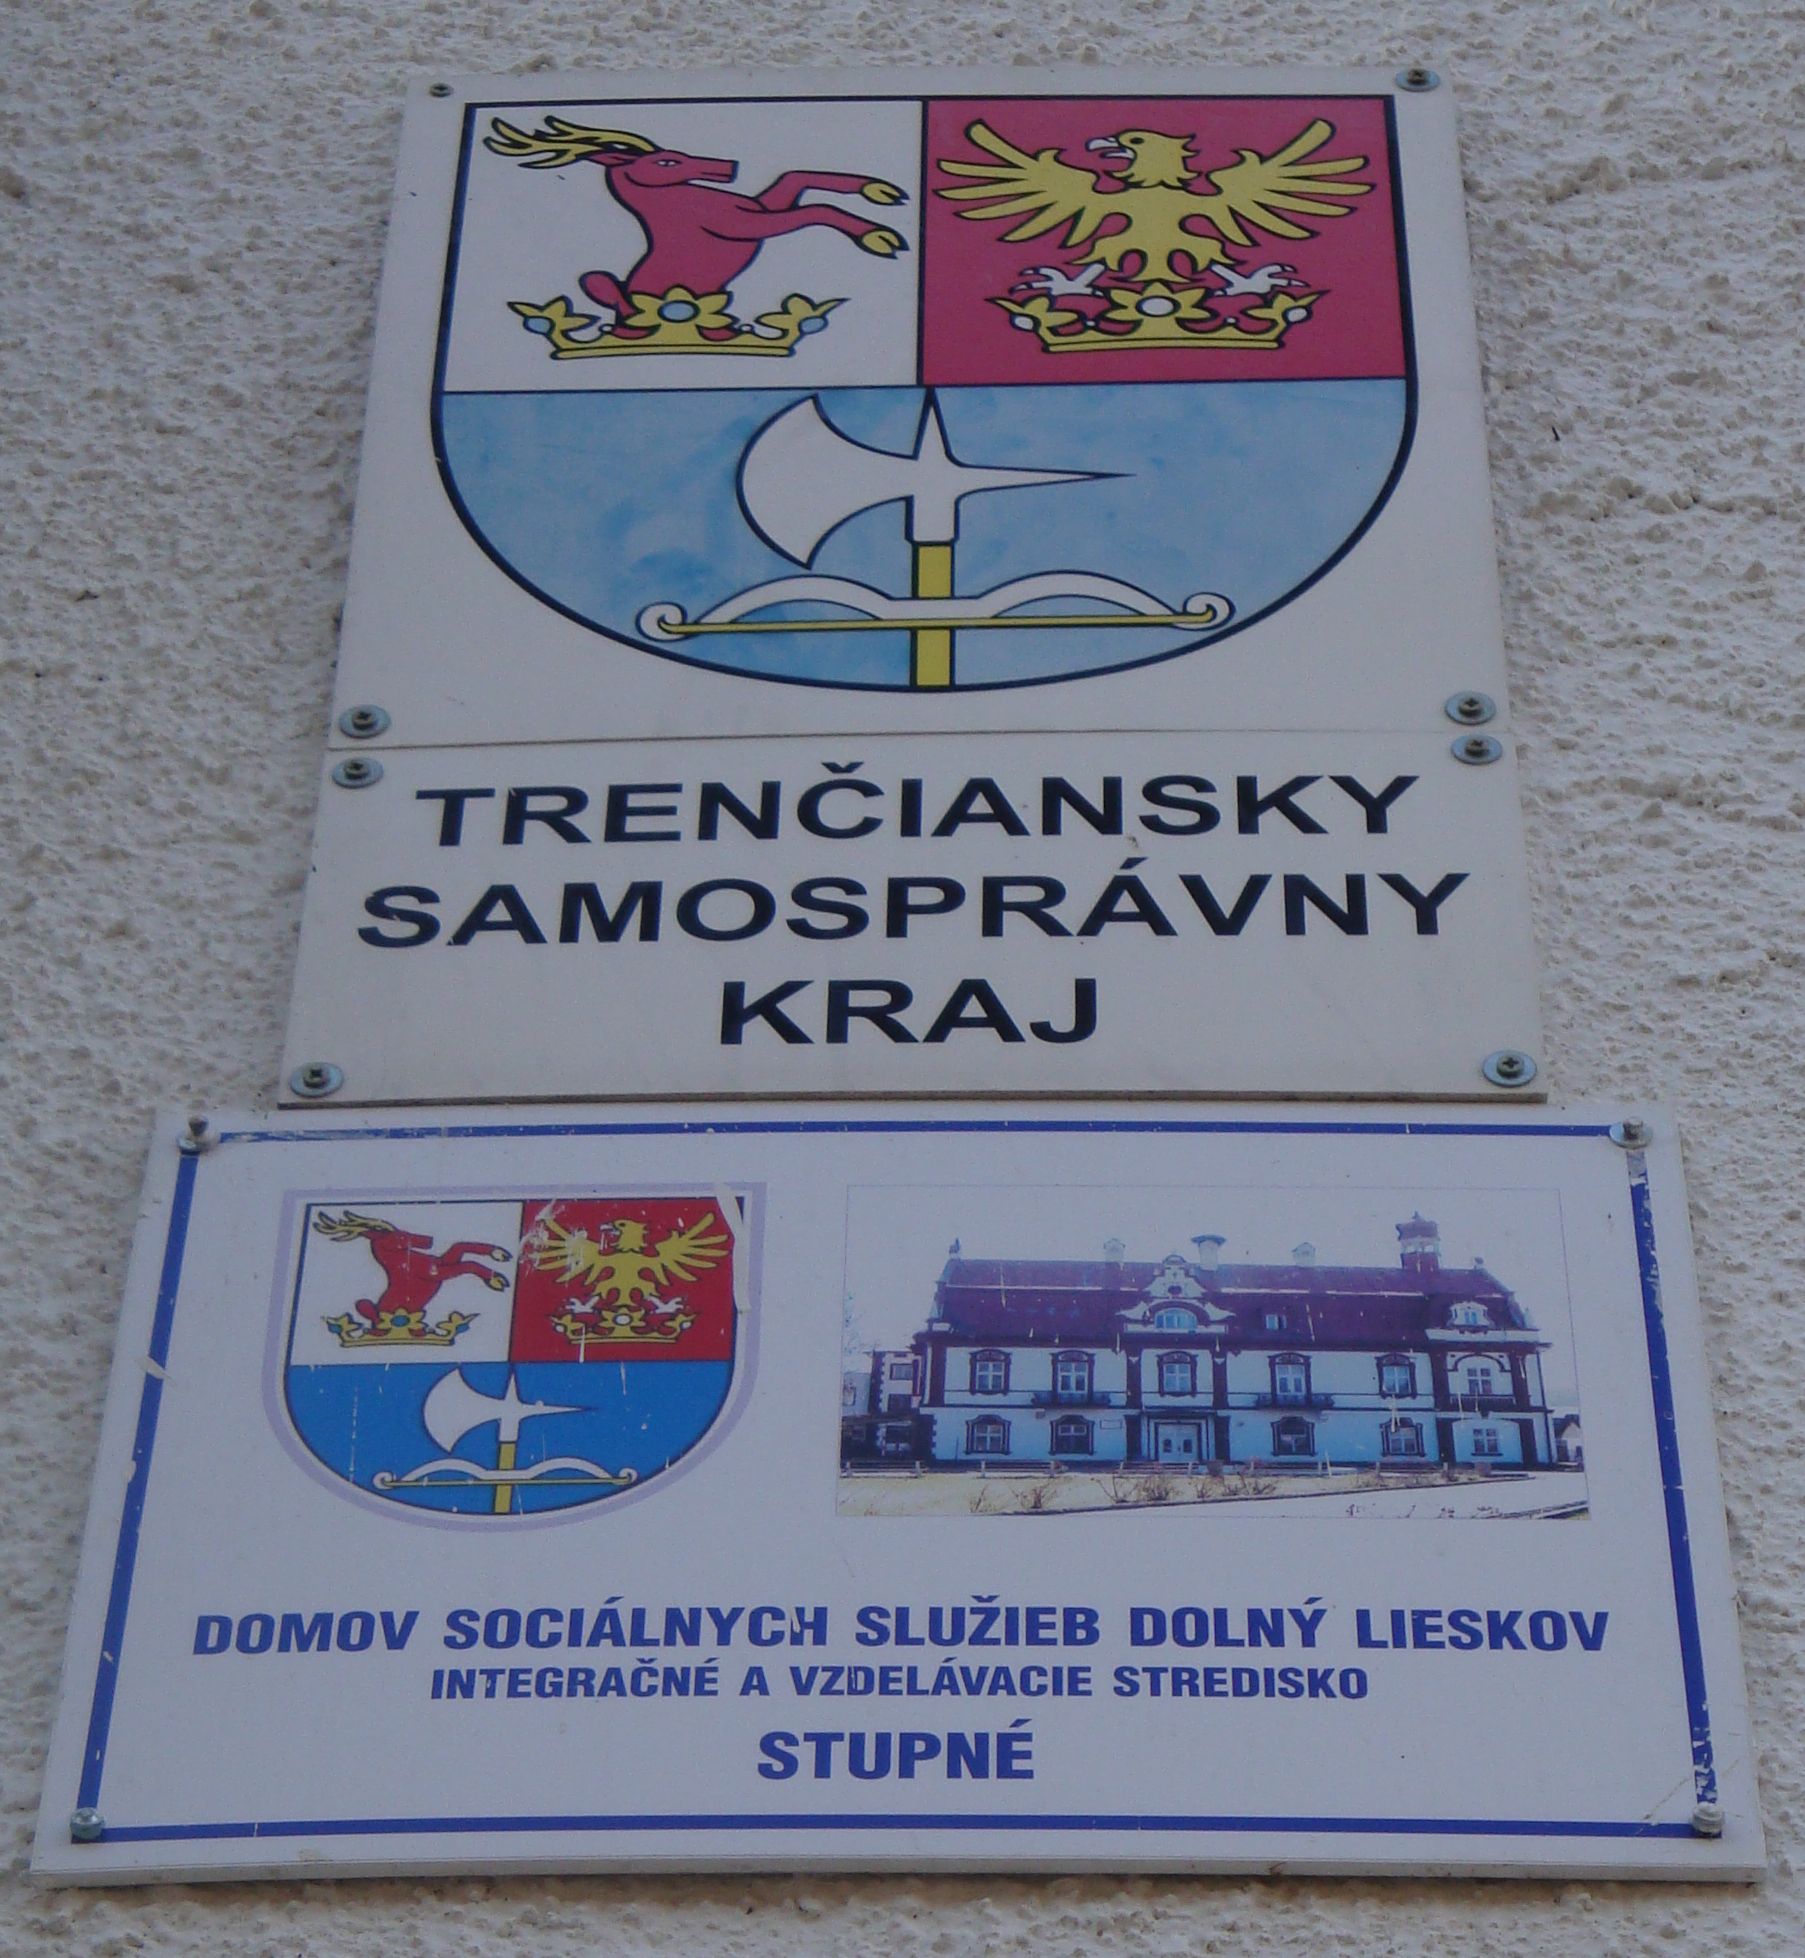 TRENČIANSKY
SAMOSPRÁVNY
KRAJ
DOMOV SOCIÁLNYCH SLUŽIEB DOLNÝ LIESKOV
INTEGRAČNÉ A VZDELÁVACIE STREDISKO
STUPNÉ